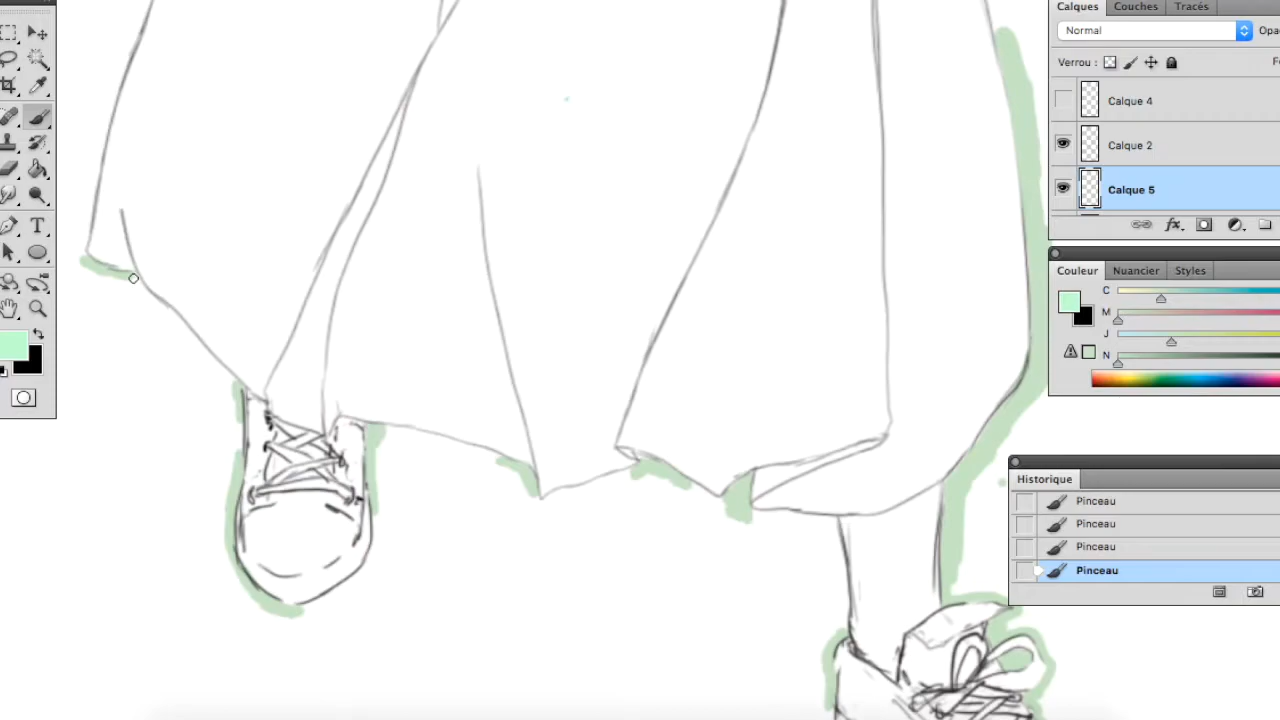 Calques Couches Tracés
Normal Opa
Verrou :
Calque 4
Calque 2
Calque 5
fx
Couleur Nuancier Styles
C
M
J
N
T
Historique
Pinceau
Pinceau
Pinceau
Pinceau